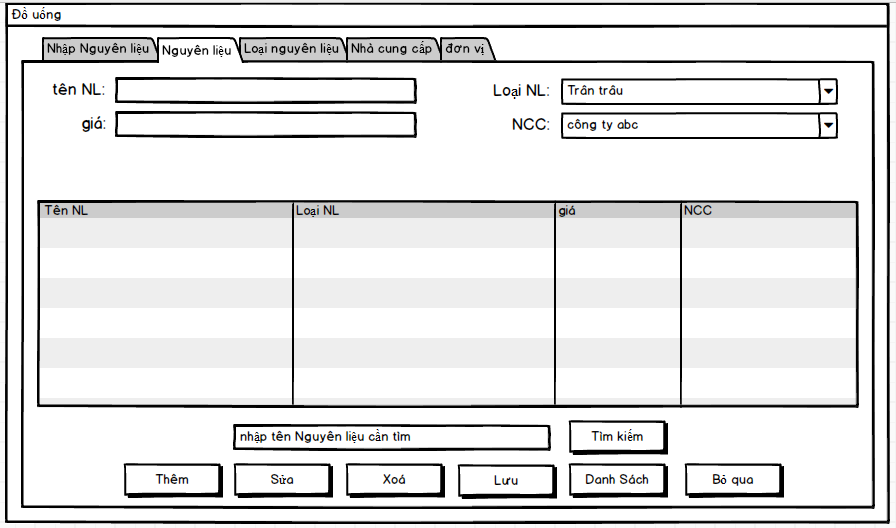 Đồ uống
Nhập Nguyên liệu Nguyên liệu Loại nguyên liệu Nhà cung cấp đơn vị
tên NL: Loại NL: Trân trâu
giá: NCC: công ty abc
Tên NL Loại NL giá NCC
nhập tên Nguyên liệu cần tìm Tìm kiếm
Thêm Sửa Xoá Lưu Danh Sách Bỏ qua